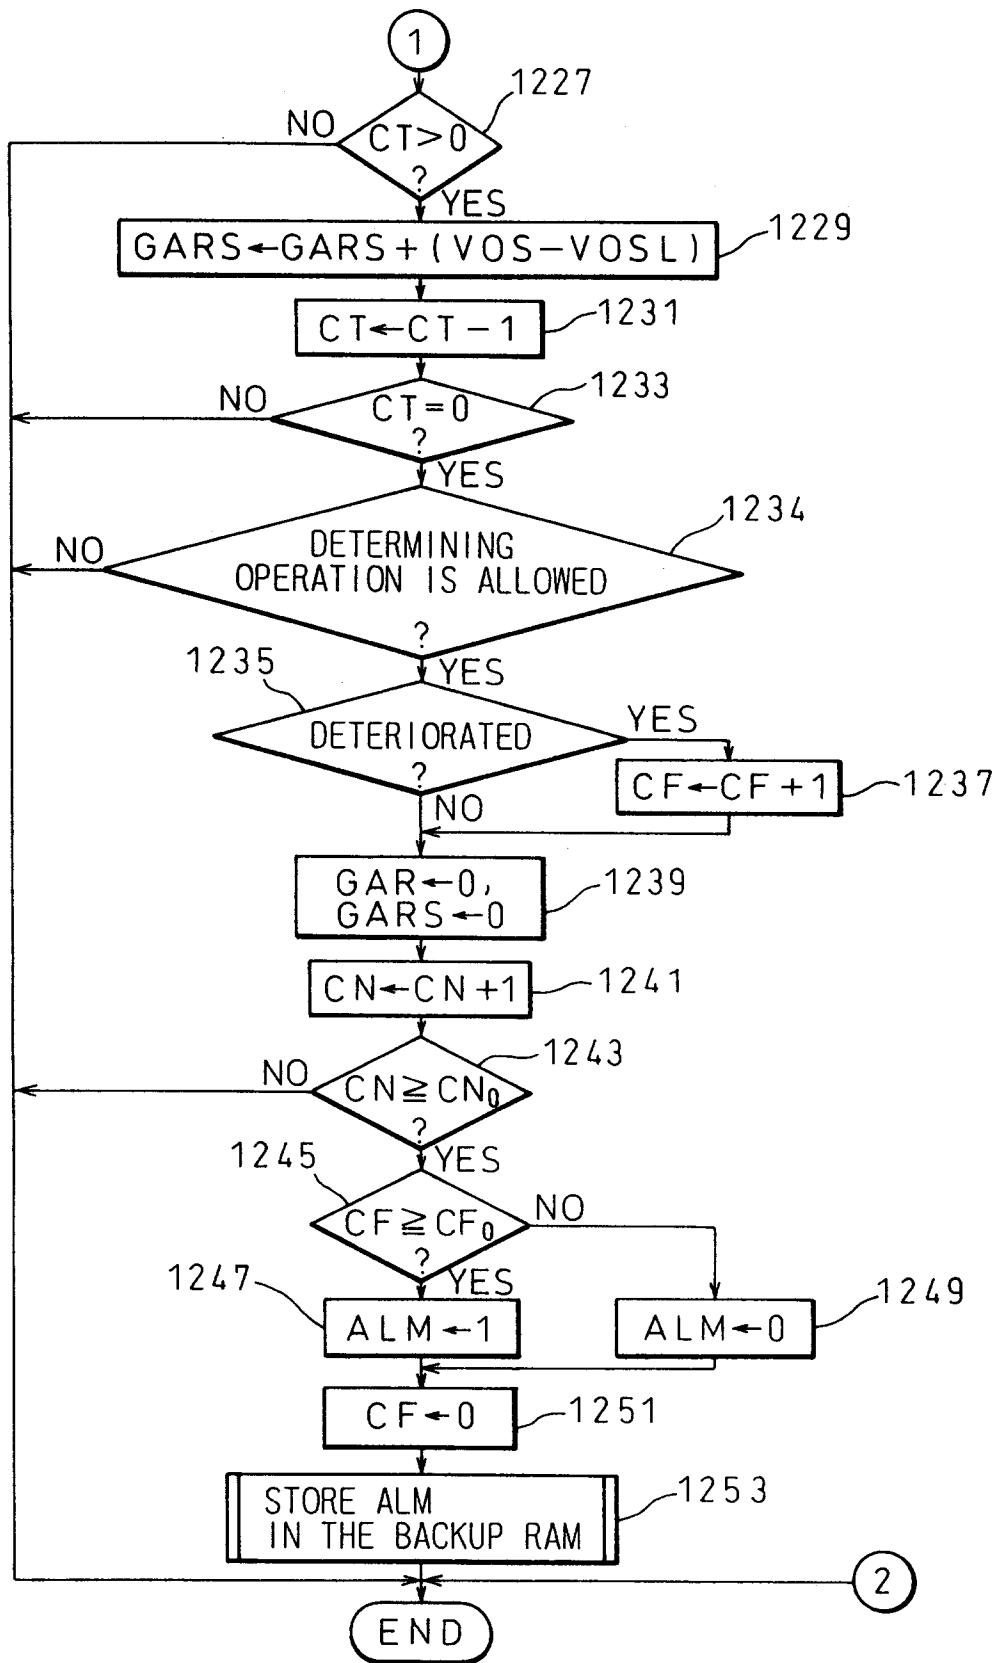 1
1227
NO
CT>0
?
YES
GARS←GARS+(VOS-VOSL)
1229
CT←CT-1
1231
1233
NO
CT=0
?
YES
1234
NO
DETERMINING
OPERATION IS ALLOWED
?
YES
1235
DETERIORATED
?
YES
NO
CF←CF+1
1237
GAR←0,
GARS←0
1239
CN←CN+1
1241
1243
NO
CN≧CN₀
?
YES
1245
CF≧CF₀
?
NO
YES
1247
ALM←1
ALM←0
1249
CF←0
1251
STORE ALM
IN THE BACKUP RAM
1253
2
END